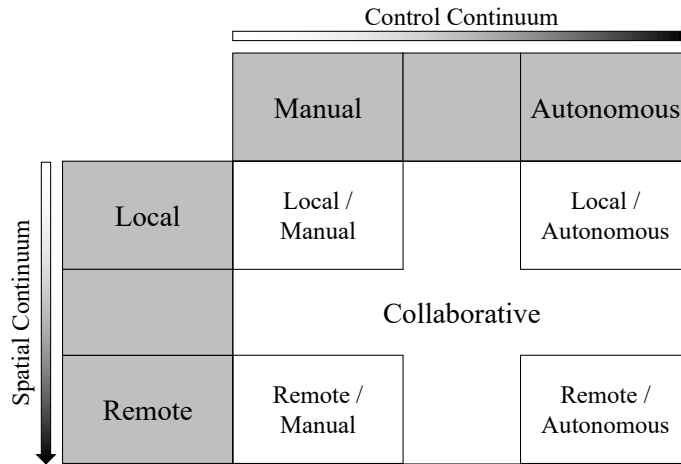 Control Continuum
Manual
Autonomous
Spatial Continuum
Local
Local /
Manual
Local /
Autonomous
Collaborative
Remote
Remote /
Manual
Remote /
Autonomous